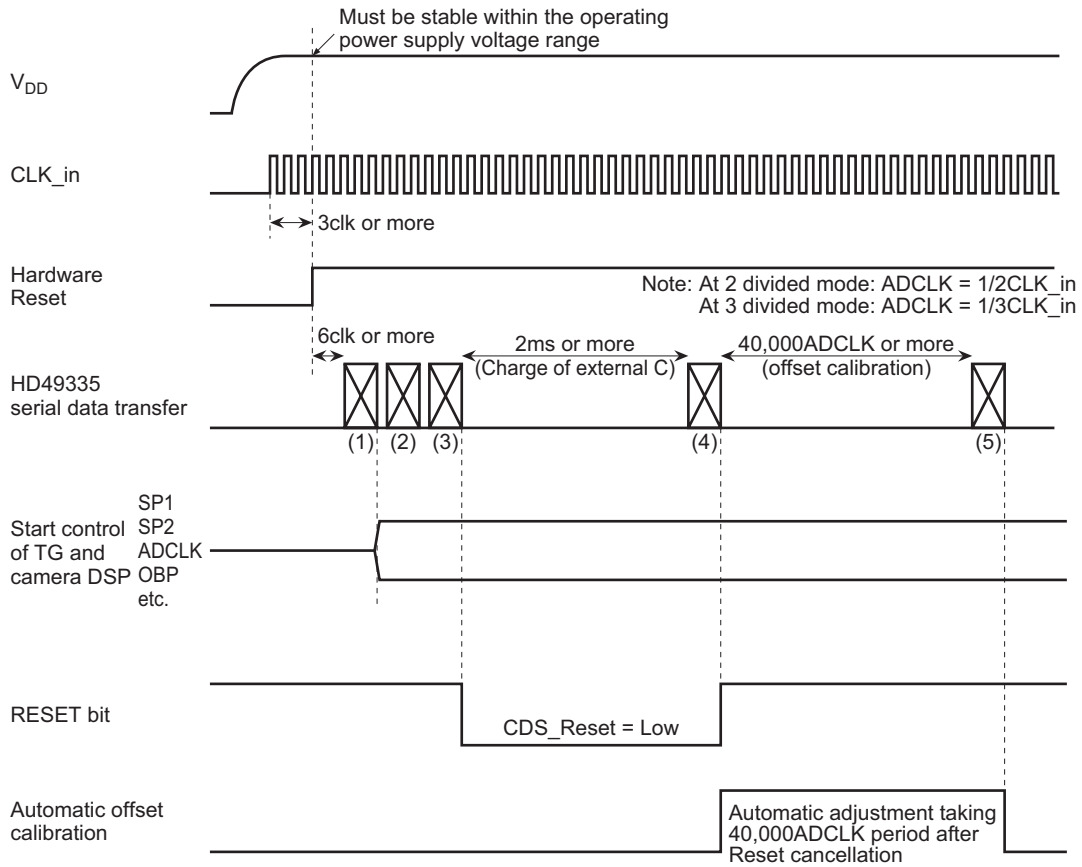 Must be stable within the operating
power supply voltage range
VDD
CLK_in
3clk or more
Hardware
Reset
Note: At 2 divided mode: ADCLK = 1/2CLK_in
At 3 divided mode: ADCLK = 1/3CLK_in
6clk or more
2ms or more
(Charge of external C)
40,000ADCLK or more
(offset calibration)
HD49335
serial data transfer
(1)
(2)
(3)
(4)
(5)
Start control
of TG and
camera DSP
SP1
SP2
ADCLK
OBP
etc.
RESET bit
CDS_Reset = Low
Automatic offset
calibration
Automatic adjustment taking
40,000ADCLK period after
Reset cancellation